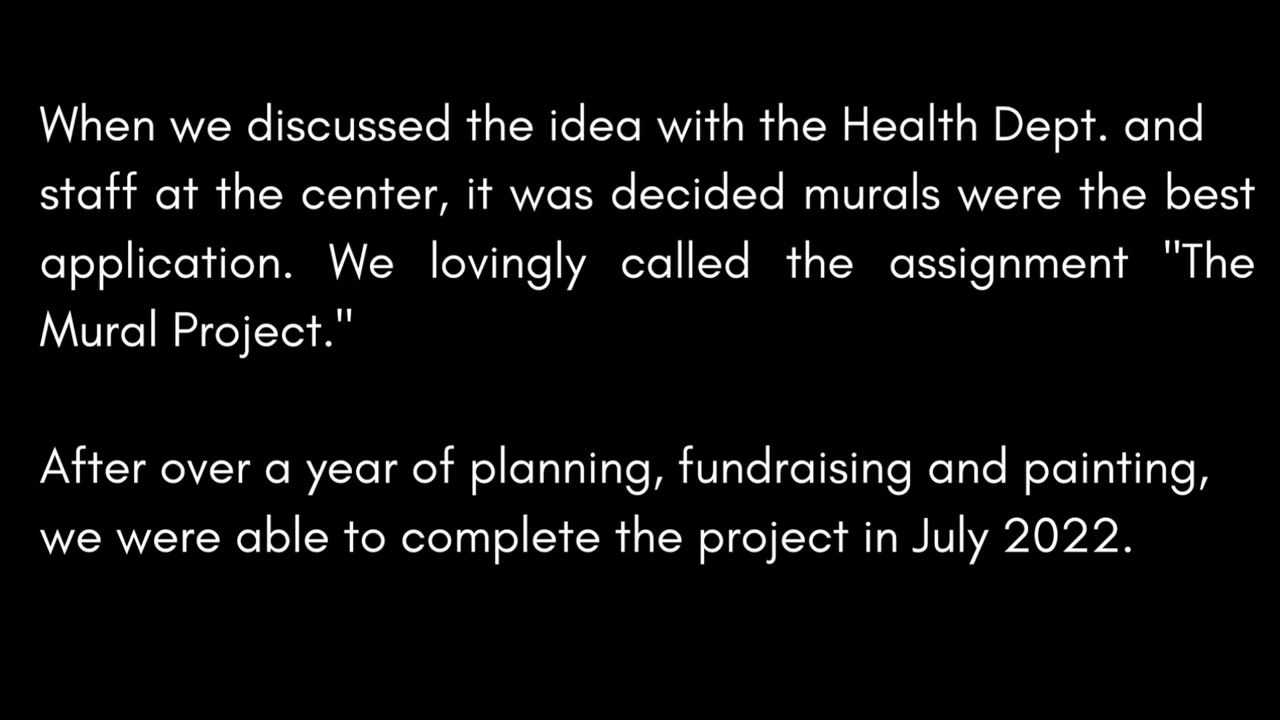 When we discussed the idea with the Health Dept. and
staff at the center, it was decided murals were the best
application. We lovingly called the assignment "The
Mural Project."
After over a year of planning, fundraising and painting,
we were able to complete the project in July 2022.